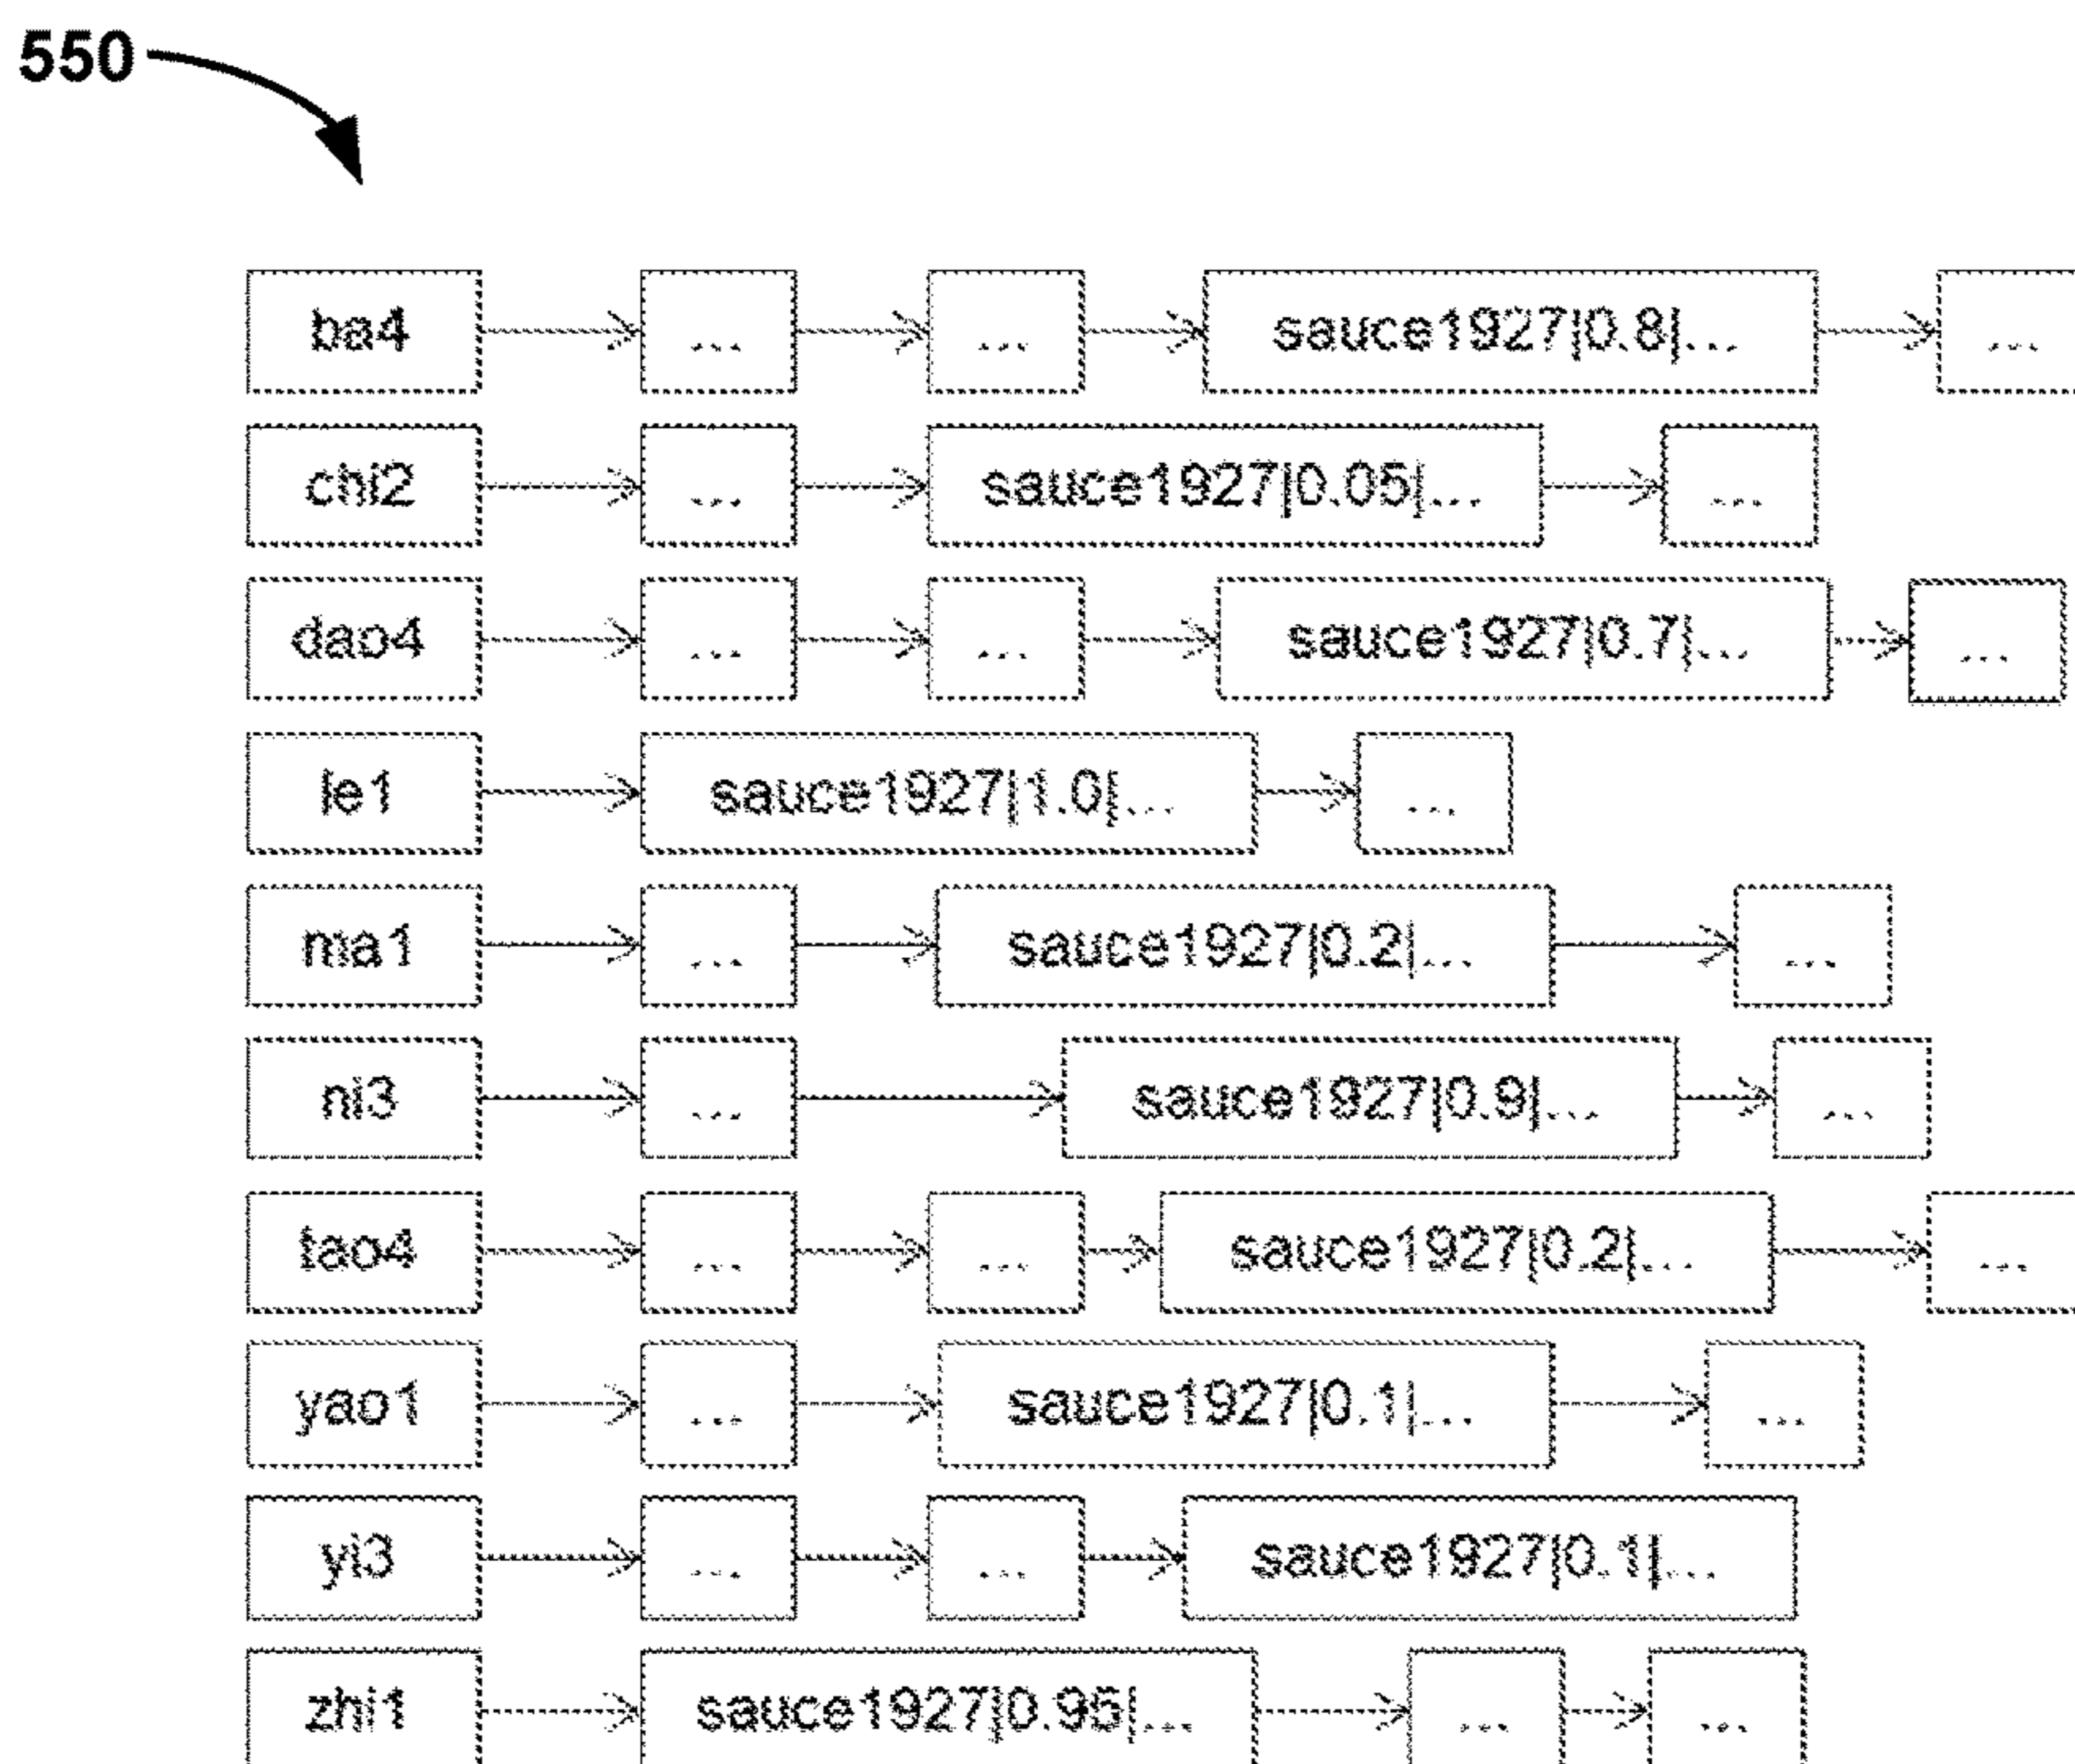 550
ba4 ... ... sauce1927|0.8|... ...
chi2 ... sauce1927|0.05|... ...
dao4 ... ... sauce1927|0.7|... ...
le1 sauce1927|1.0|... ...
ma1 ... sauce1927|0.2|... ...
ni3 ... sauce1927|0.9|... ...
tao4 ... ... sauce1927|0.2|... ...
yao1 ... sauce1927|0.1|... ...
yi3 ... ... sauce1927|0.1|...
zhi1 sauce1927|0.95|... ... ...